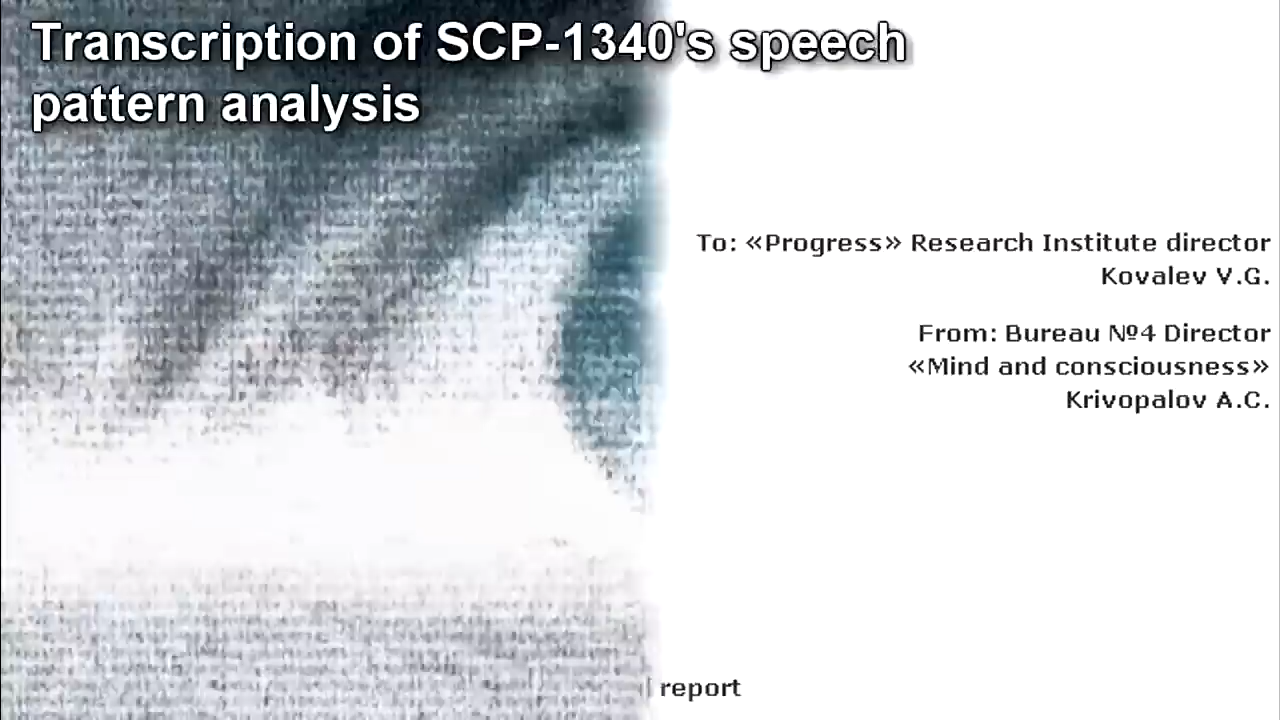 Transcription of SCP-1340's speech
pattern analysis
To: «Progress» Research Institute director
Kovalev V.G.
From: Bureau №4 Director
«Mind and consciousness»
Krivopalov A.C.
report